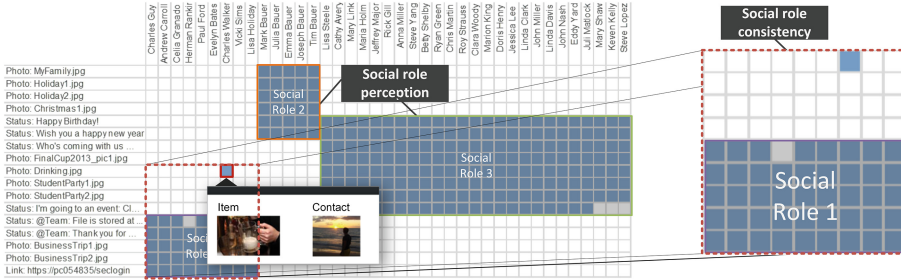 Charles Guy
Andrew Carroll
Celia Granado
Herman Rankir
Paul Ford
Evelyn Bates
Charles Walker
Vicki Sims
Lisa Holiday
Mark Bauer
Julia Bauer
Emma Bauer
Joseph Bauer
Tim Bauer
Lisa Steele
Cathy Avery
Mary Link
Maria Holm
Jeffrey Major
Rick Gill
Anna Miller
Steve Yang
Betty Shelby
Ryan Green
Chris Martin
Roy Strauss
Clara Woody
Marion King
Doris Henry
Jessica Lee
Linda Clark
John Miller
Linda Davis
John Nash
Eddy Yard
Juli Matlock
Mary Shaw
Keven Kelly
Steve Lopez
Social role
consistency
Photo: MyFamily.jpg
Photo: Holiday1.jpg
Photo: Holiday2.jpg
Photo: Christmas1.jpg
Status: Happy Birthday!
Status: Wish you a happy new year
Status: Who's coming with us ...
Photo: FinalCup2013_pic1.jpg
Photo: Drinking.jpg
Photo: StudentParty1.jpg
Photo: StudentParty2.jpg
Status: I'm going to an event: Cl...
Status: @Team: File is stored at ...
Status: @Team: Thank you for ...
Photo: BusinessTrip1.jpg
Photo: BusinessTrip2.jpg
Link: https://pc054835/seclogin
Social
Role 2
Social role
perception
Social
Role 3
Item
Contact
Social
Role 1